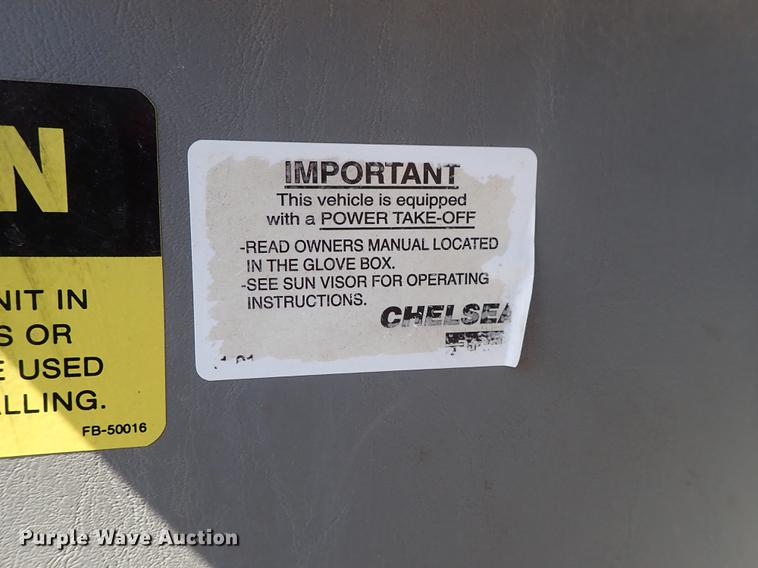 N
NIT IN
S OR
E USED
ALLING.
FB-50016
IMPORTANT
This vehicle is equipped
with a POWER TAKE-OFF
-READ OWNERS MANUAL LOCATED
IN THE GLOVE BOX.
-SEE SUN VISOR FOR OPERATING
INSTRUCTIONS.
CHELSEA
Purple Wave Auction